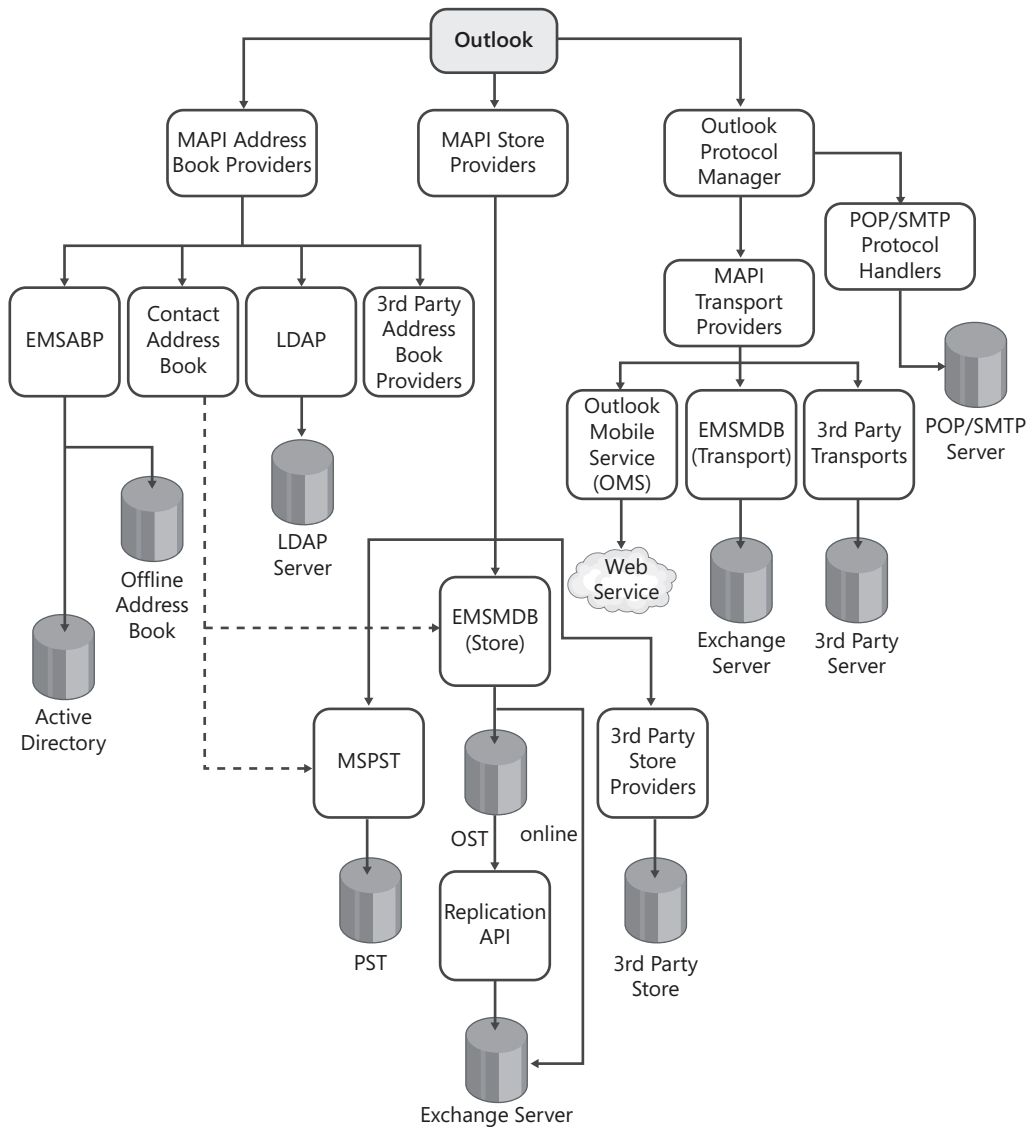 Outlook
MAPI Address
Book Providers
MAPI Store
Providers
Outlook
Protocol
Manager
POP/SMTP
Protocol
Handlers
MAPI
Transport
Providers
EMSABP
Contact
Address
Book
LDAP
3rd Party
Address
Book
Providers
POP/SMTP
Server
Outlook
Mobile
Service
(OMS)
EMSMDB
(Transport)
3rd Party
Transports
LDAP
Server
Offline
Address
Book
Web
Service
Exchange
Server
3rd Party
Server
EMSMDB
(Store)
Active
Directory
MSPST
3rd Party
Store
Providers
OST
online
Replication
API
PST
3rd Party
Store
Exchange Server